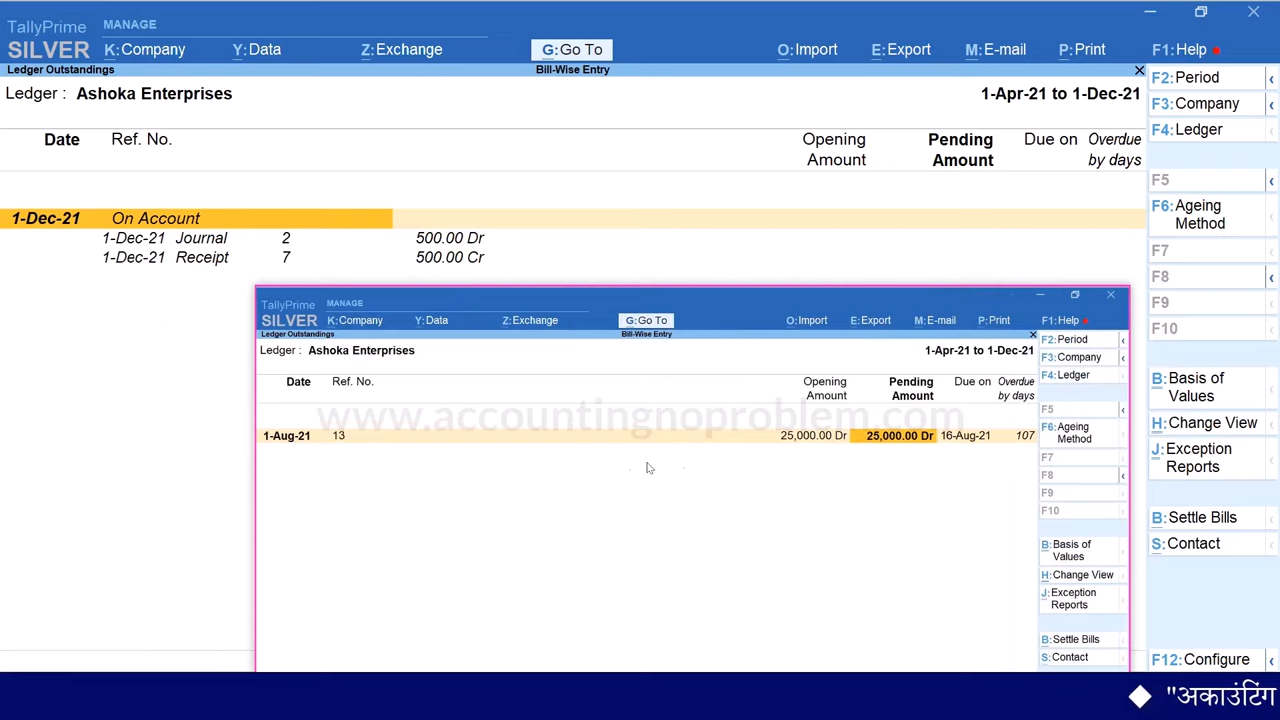 TallyPrime MANAGE
SILVER K:Company Y:Data Z:Exchange G:Go To O:Import E:Export M:E-mail P:Print F1:Help
Ledger Outstandings Bill-Wise Entry
Ledger : Ashoka Enterprises 1-Apr-21 to 1-Dec-21
Date Ref. No. Opening Amount Pending Amount Due on Overdue by days
1-Dec-21 On Account
1-Dec-21 Journal 2 500.00 Dr
1-Dec-21 Receipt 7 500.00 Cr
F2:Period
F3:Company
F4:Ledger
F5
F6:Ageing
Method
F7
F8
F9
F10
B:Basis of
Values
H:Change View
J:Exception
Reports
B:Settle Bills
S:Contact
F12:Configure
TallyPrime MANAGE
SILVER K:Company Y:Data Z:Exchange G:Go To O:Import E:Export M:E-mail P:Print F1:Help
Ledger Outstandings Bill-Wise Entry
Ledger : Ashoka Enterprises 1-Apr-21 to 1-Dec-21
Date Ref. No. Opening Amount Pending Amount Due on Overdue by days
www.accountingnoproblem.com
1-Aug-21 13 25,000.00 Dr 25,000.00 Dr 16-Aug-21 107
F2:Period
F3:Company
F4:Ledger
F5
F6:Ageing
Method
F7
F8
F9
F10
B:Basis of
Values
H:Change View
J:Exception
Reports
B:Settle Bills
S:Contact
"अकाउंटिंग